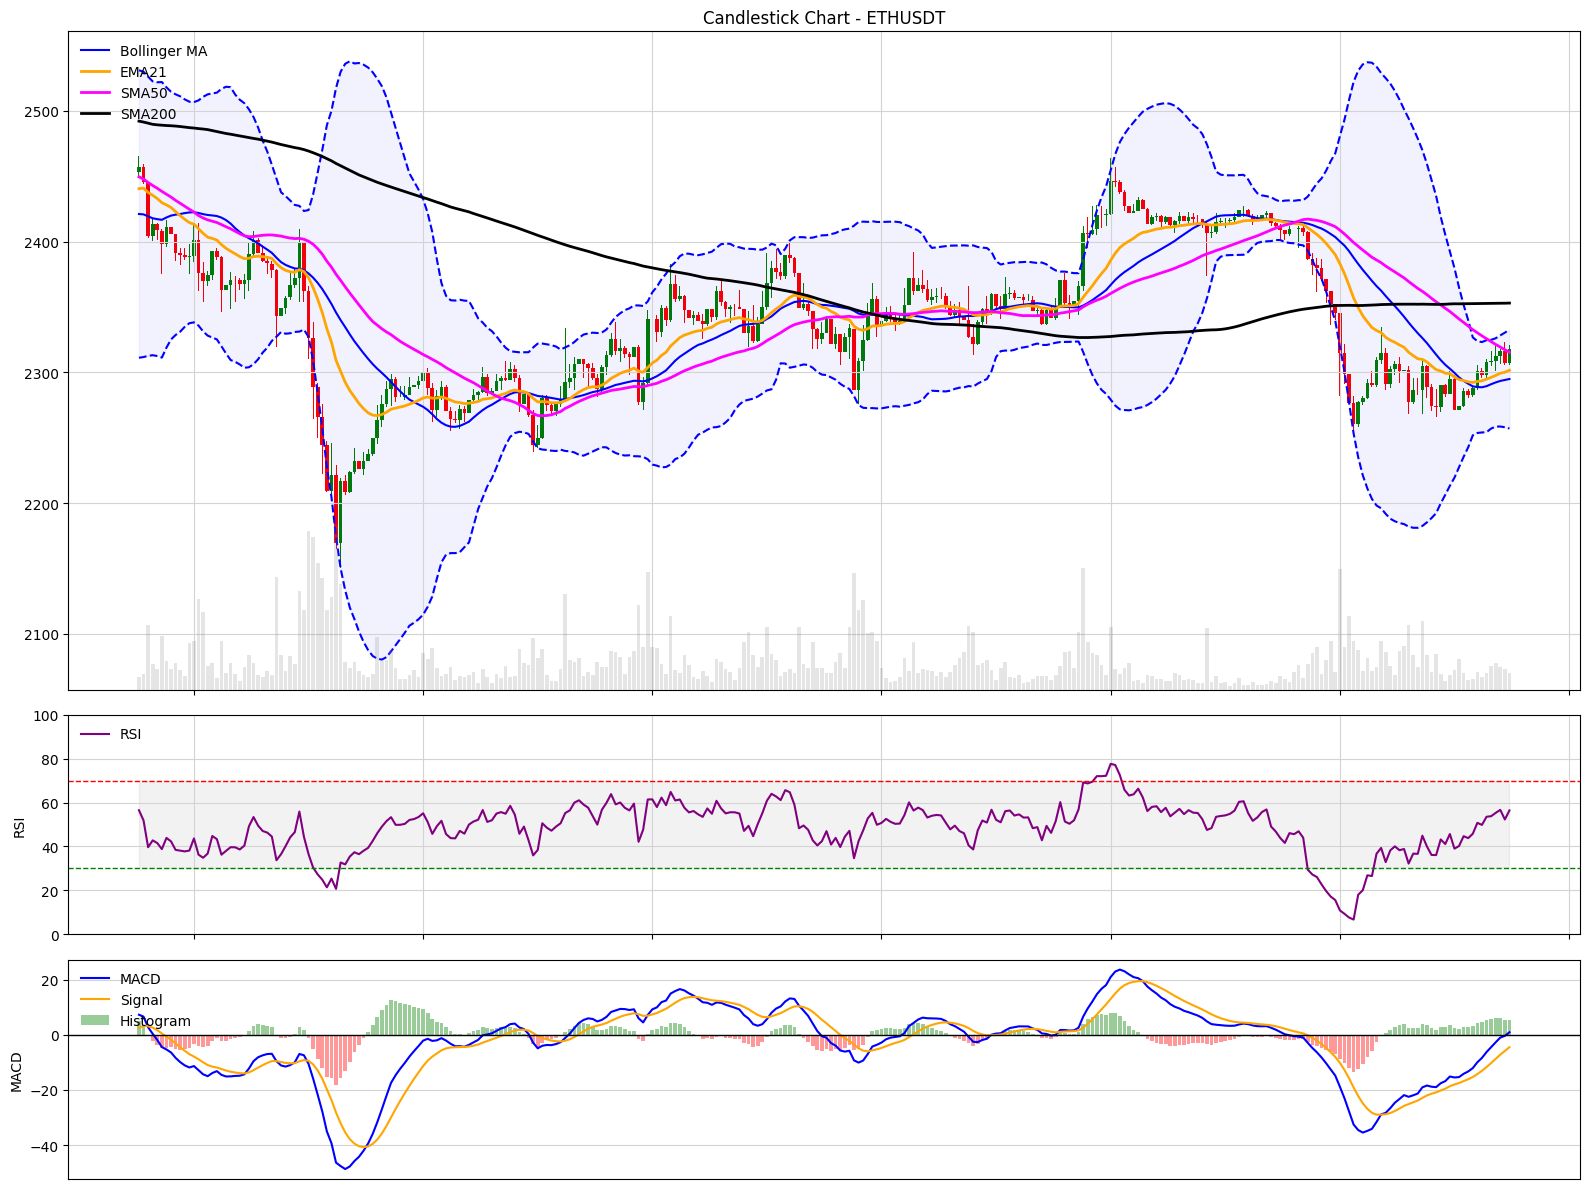 Candlestick Chart - ETHUSDT
Bollinger MA
EMA21
SMA50
SMA200
2500
2400
2300
2200
2100
100
80
60
40
20
0
RSI
RSI
20
0
−20
−40
MACD
MACD
Signal
Histogram